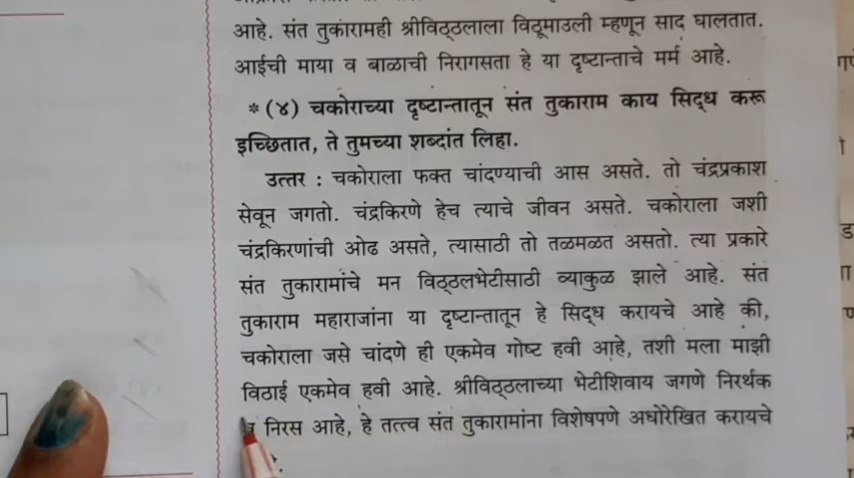 आहे. संत तुकारामही श्रीविठ्ठलाला विठूमाउली म्हणून साद घालतात.
आईची माया व बाळाची निरागसता हे या दृष्टान्ताचे मर्म आहे.
* (४) चकोराच्या दृष्टान्तातून संत तुकाराम काय सिद्ध करू
इच्छितात, ते तुमच्या शब्दांत लिहा.
उत्तर : चकोराला फक्त चांदण्याची आस असते. तो चंद्रप्रकाश
सेवून जगतो. चंद्रकिरणे हेच त्याचे जीवन असते. चकोराला जशी
चंद्रकिरणांची ओढ असते, त्यासाठी तो तळमळत असतो. त्या प्रकारे
संत तुकारामांचे मन विठ्ठलभेटीसाठी व्याकुळ झाले आहे. संत
तुकाराम महाराजांना या दृष्टान्तातून हे सिद्ध करायचे आहे की,
चकोराला जसे चांदणे ही एकमेव गोष्ट हवी आहे, तशी मला माझी
विठाई एकमेव हवी आहे. श्रीविठ्ठलाच्या भेटीशिवाय जगणे निरर्थक
निरस आहे, हे तत्त्व संत तुकारामांना विशेषपणे अधोरेखित करायचे